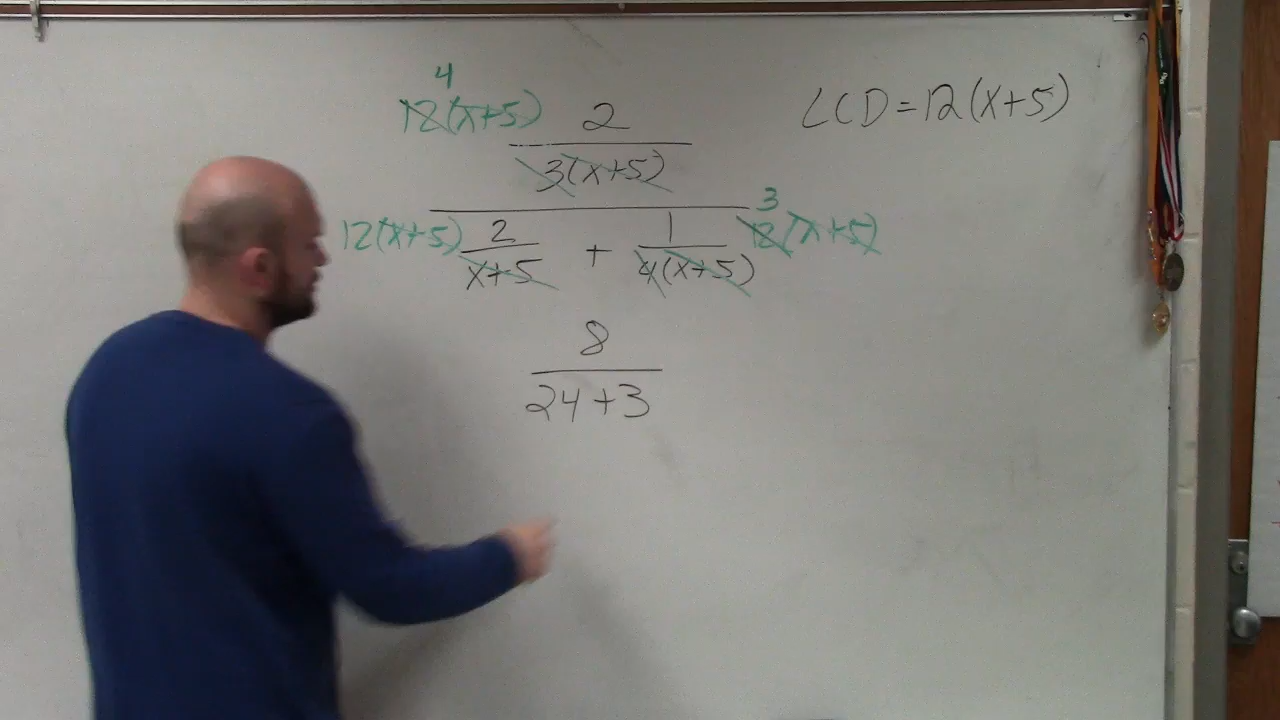 4
12(x+5) 2 LCD=12(x+5)
3(x+5)
3
12(x+5) 2 + 1 12(x+5)
x+5 4(x+5)
8
24+3